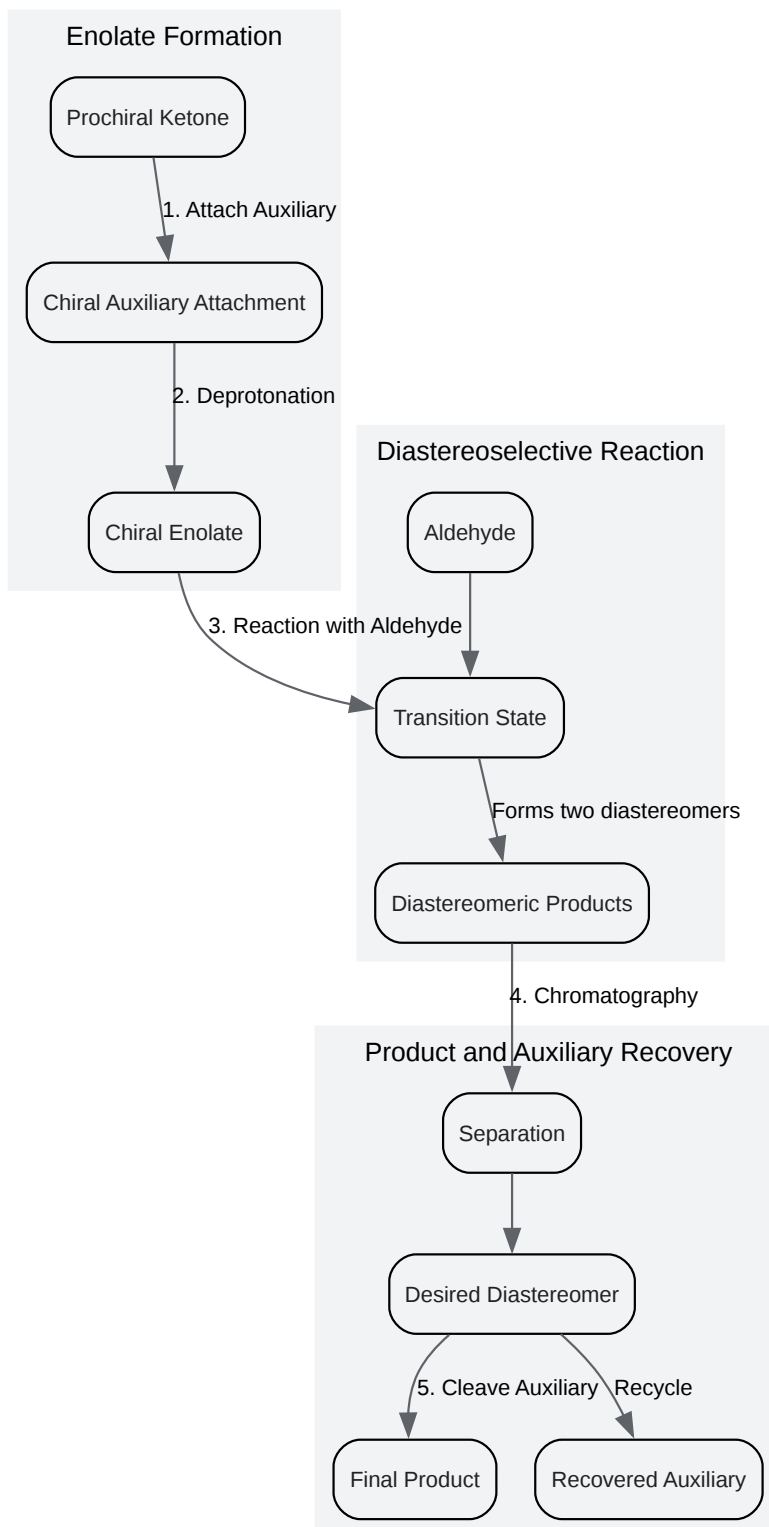 Enolate Formation
Prochiral Ketone
1. Attach Auxiliary
Chiral Auxiliary Attachment
2. Deprotonation
Chiral Enolate
Diastereoselective Reaction
Aldehyde
3. Reaction with Aldehyde
Transition State
Forms two diastereomers
Diastereomeric Products
4. Chromatography
Product and Auxiliary Recovery
Separation
Desired Diastereomer
5. Cleave Auxiliary
Recycle
Final Product
Recovered Auxiliary